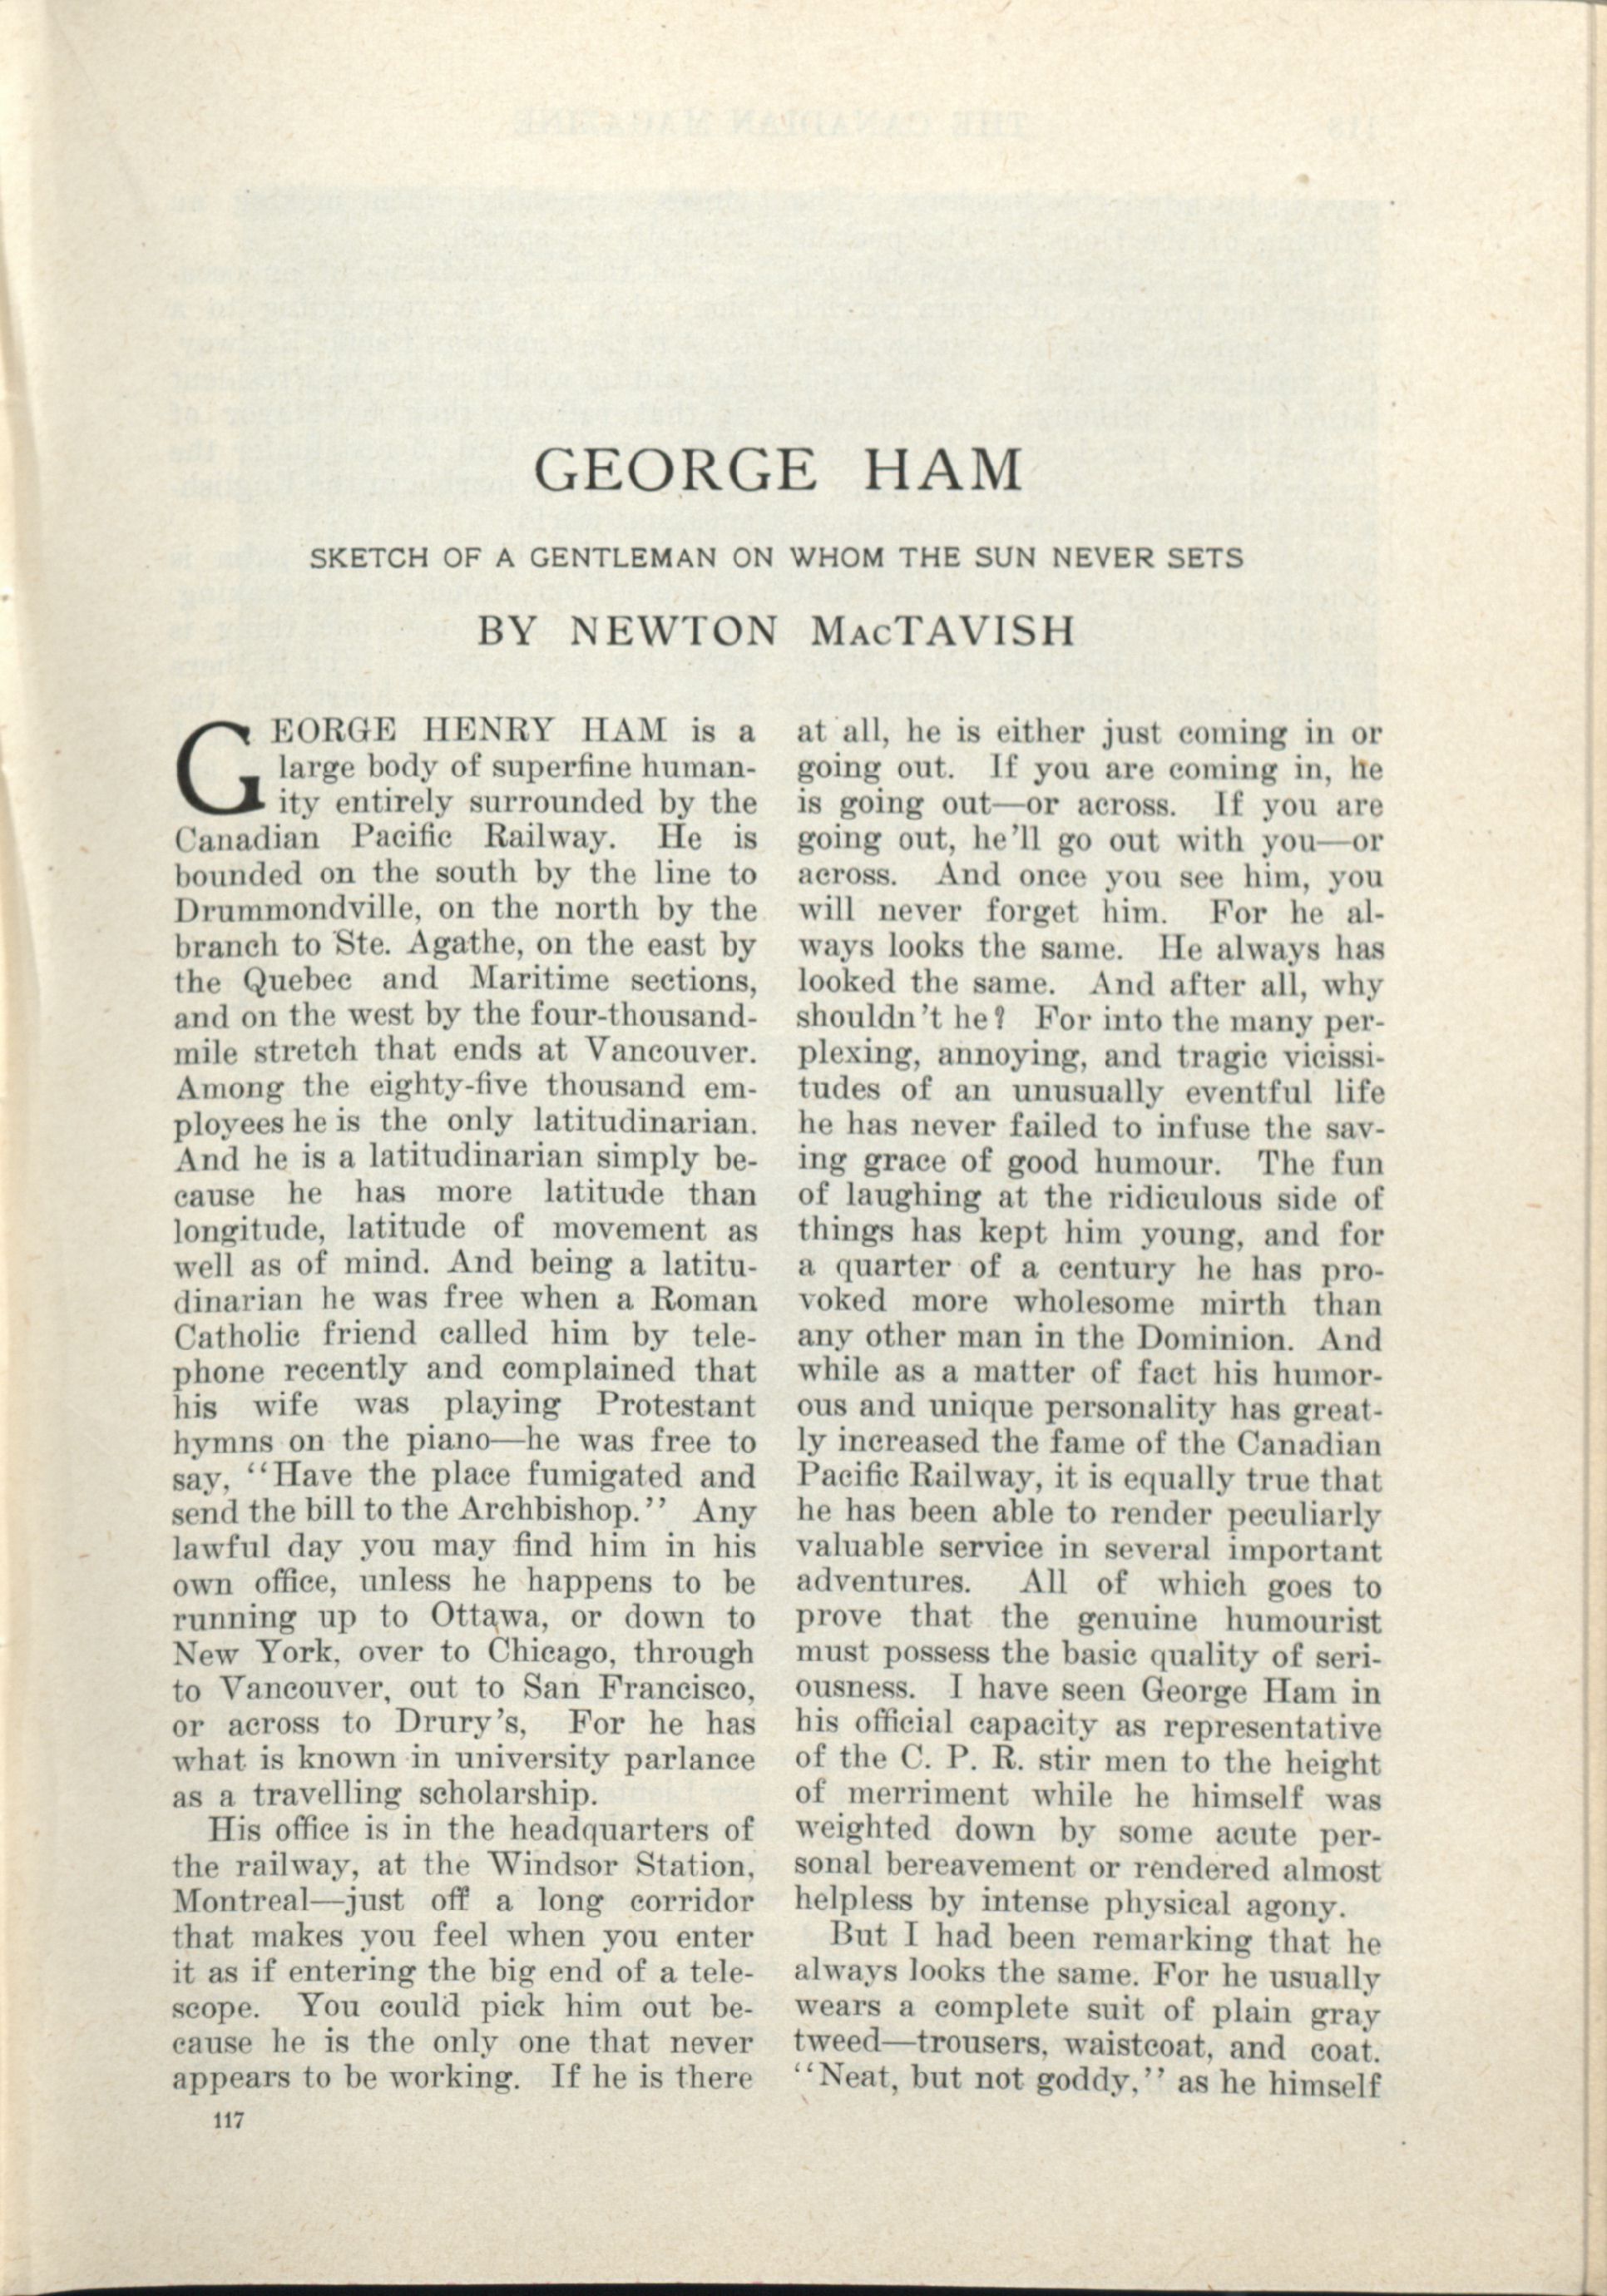 GEORGE HAM
SKETCH OF A GENTLEMAN ON WHOM THE SUN NEVER SETS
BY NEWTON MacTAVISH
GEORGE HENRY HAM is a
large body of superfine human-
ity entirely surrounded by the
Canadian Pacific Railway. He is
bounded on the south by the line to
Drummondville, on the north by the
branch to Ste. Agathe, on the east by
the Quebec and Maritime sections,
and on the west by the four-thousand-
mile stretch that ends at Vancouver.
Among the eighty-five thousand em-
ployees he is the only latitudinarian.
And he is a latitudinarian simply be-
cause he has more latitude than
longitude, latitude of movement as
well as of mind. And being a latitu-
dinarian he was free when a Roman
Catholic friend called him by tele-
phone recently and complained that
his wife was playing Protestant
hymns on the piano—he was free to
say, "Have the place fumigated and
send the bill to the Archbishop." Any
lawful day you may find him in his
own office, unless he happens to be
running up to Ottawa, or down to
New York, over to Chicago, through
to Vancouver, out to San Francisco,
or across to Drury's, For he has
what is known in university parlance
as a travelling scholarship.
His office is in the headquarters of
the railway, at the Windsor Station,
Montreal—just off a long corridor
that makes you feel when you enter
it as if entering the big end of a tele-
scope. You could pick him out be-
cause he is the only one that never
appears to be working. If he is there
at all, he is either just coming in or
going out. If you are coming in, he
is going out—or across. If you are
going out, he'll go out with you—or
across. And once you see him, you
will never forget him. For he al-
ways looks the same. He always has
looked the same. And after all, why
shouldn't he? For into the many per-
plexing, annoying, and tragic vicissi-
tudes of an unusually eventful life
he has never failed to infuse the sav-
ing grace of good humour. The fun
of laughing at the ridiculous side of
things has kept him young, and for
a quarter of a century he has pro-
voked more wholesome mirth than
any other man in the Dominion. And
while as a matter of fact his humor-
ous and unique personality has great-
ly increased the fame of the Canadian
Pacific Railway, it is equally true that
he has been able to render peculiarly
valuable service in several important
adventures. All of which goes to
prove that the genuine humourist
must possess the basic quality of seri-
ousness. I have seen George Ham in
his official capacity as representative
of the C. P. R. stir men to the height
of merriment while he himself was
weighted down by some acute per-
sonal bereavement or rendered almost
helpless by intense physical agony.
But I had been remarking that he
always looks the same. For he usually
wears a complete suit of plain gray
tweed—trousers, waistcoat, and coat.
"Neat, but not goddy," as he himself
117